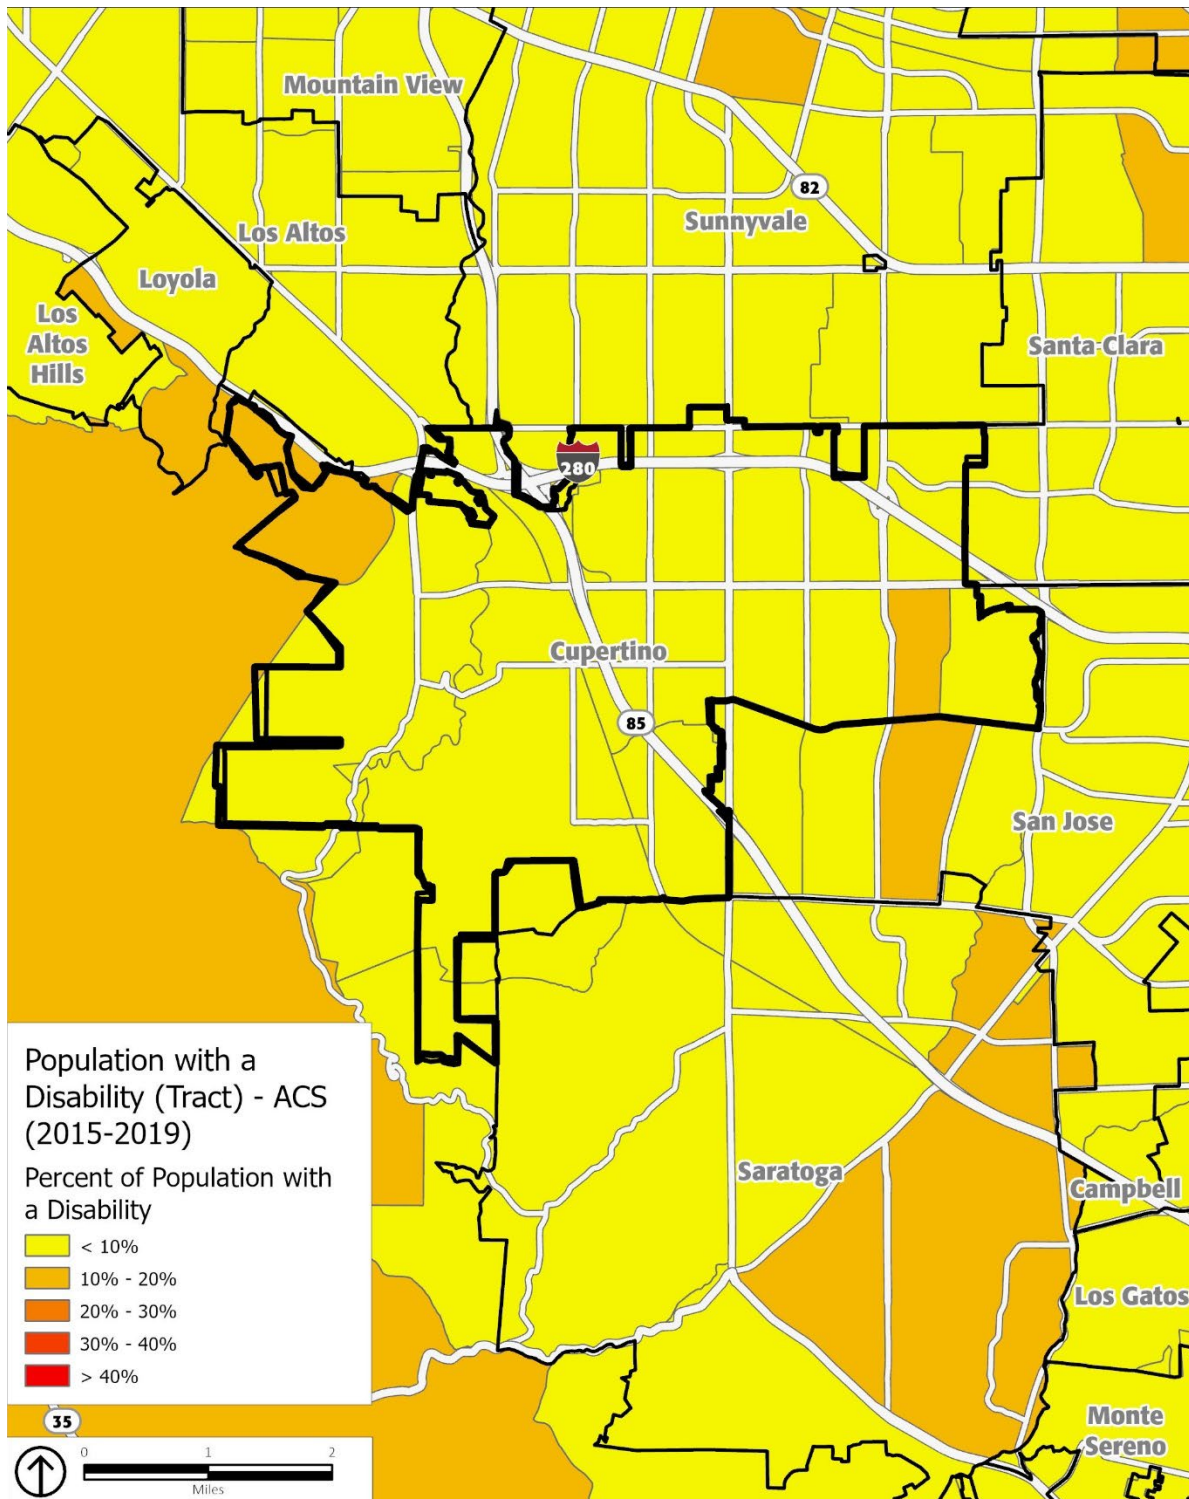 Mountain View
82
Sunnyvale
Los Altos
Loyola
Los
Altos
Hills
Santa Clara
280
Cupertino
85
San Jose
Saratoga
Campbell
Los Gatos
Monte
Sereno
Population with a
Disability (Tract) - ACS
(2015-2019)
Percent of Population with
a Disability
< 10%
10% - 20%
20% - 30%
30% - 40%
> 40%
35
0 1 2
Miles